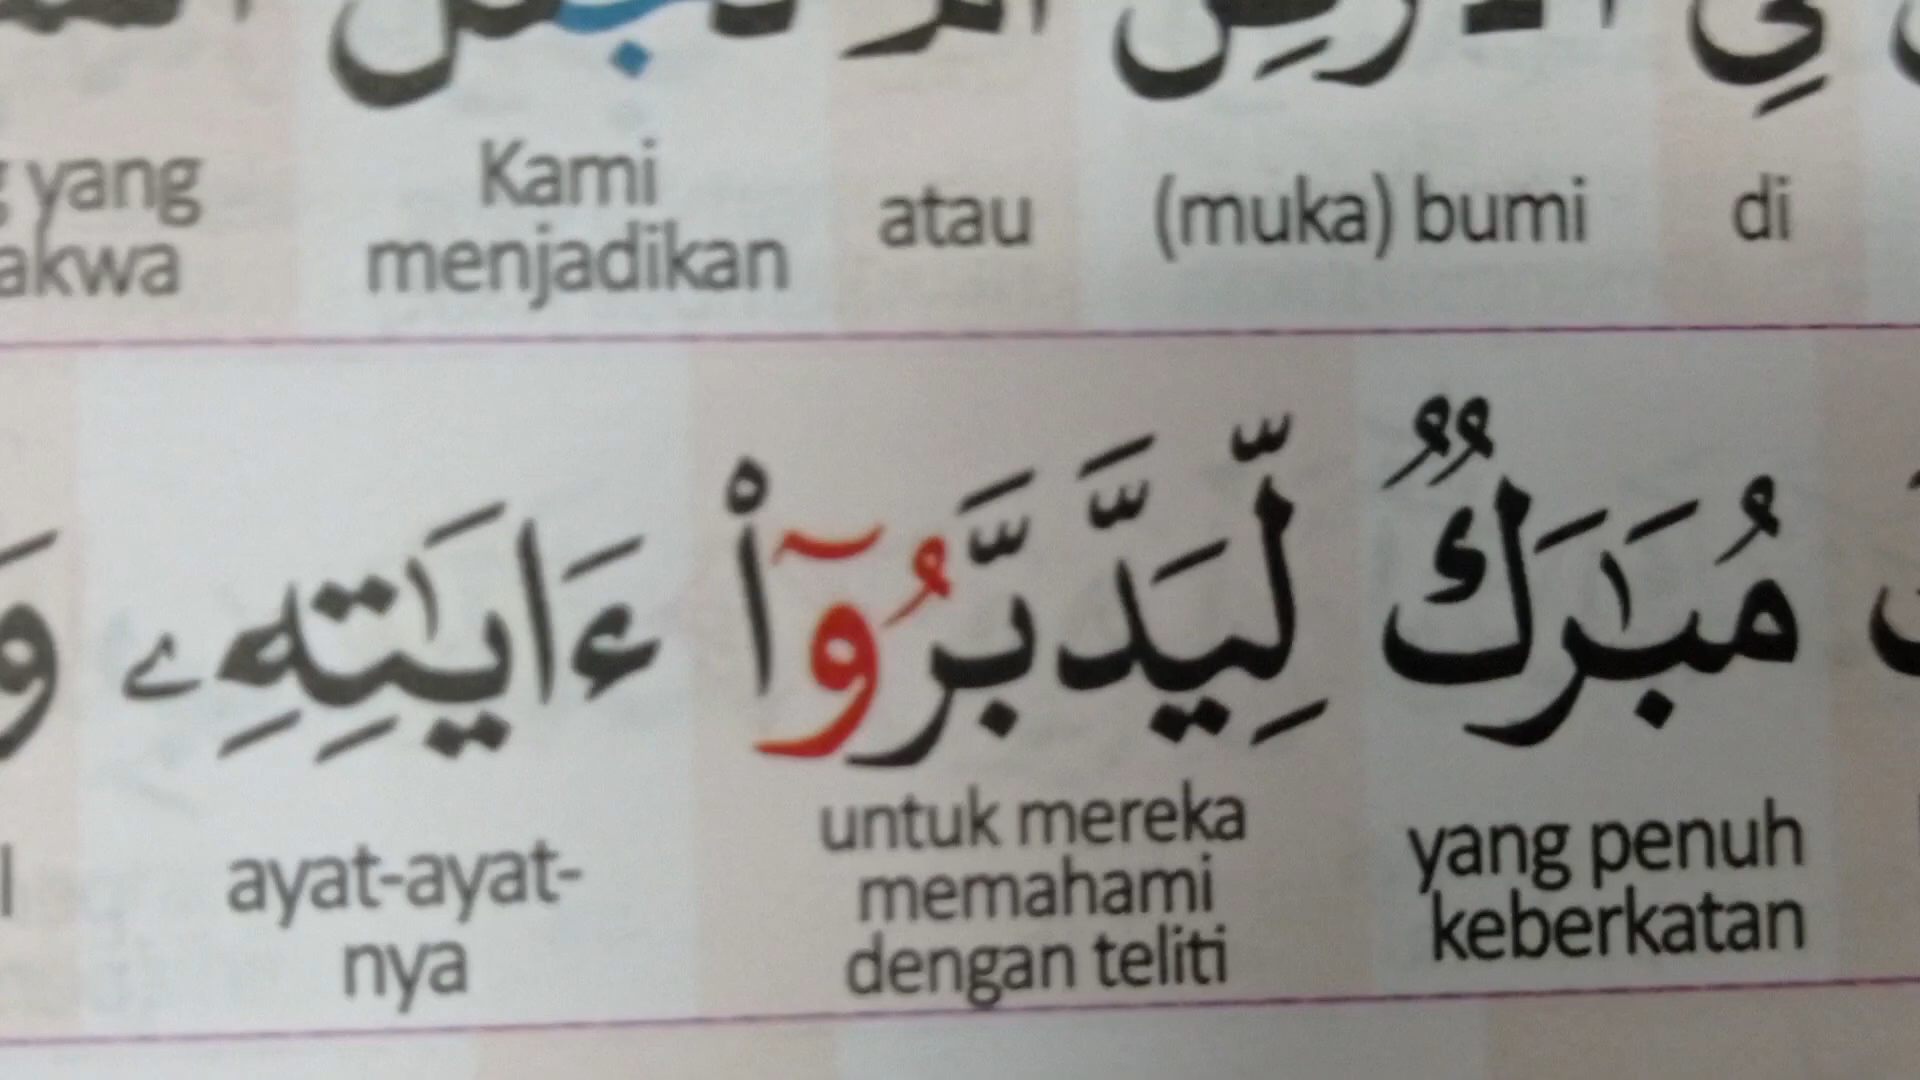 فِي الْأَرْضِ أَمْ نَجْعَلُ
di (muka) bumi atau Kami menjadikan yang
مُبَٰرَكٌ لِّيَدَّبَّرُوٓا۟ ءَايَٰتِهِۦ وَ
yang penuh keberkatan untuk mereka memahami dengan teliti ayat-ayat-nya